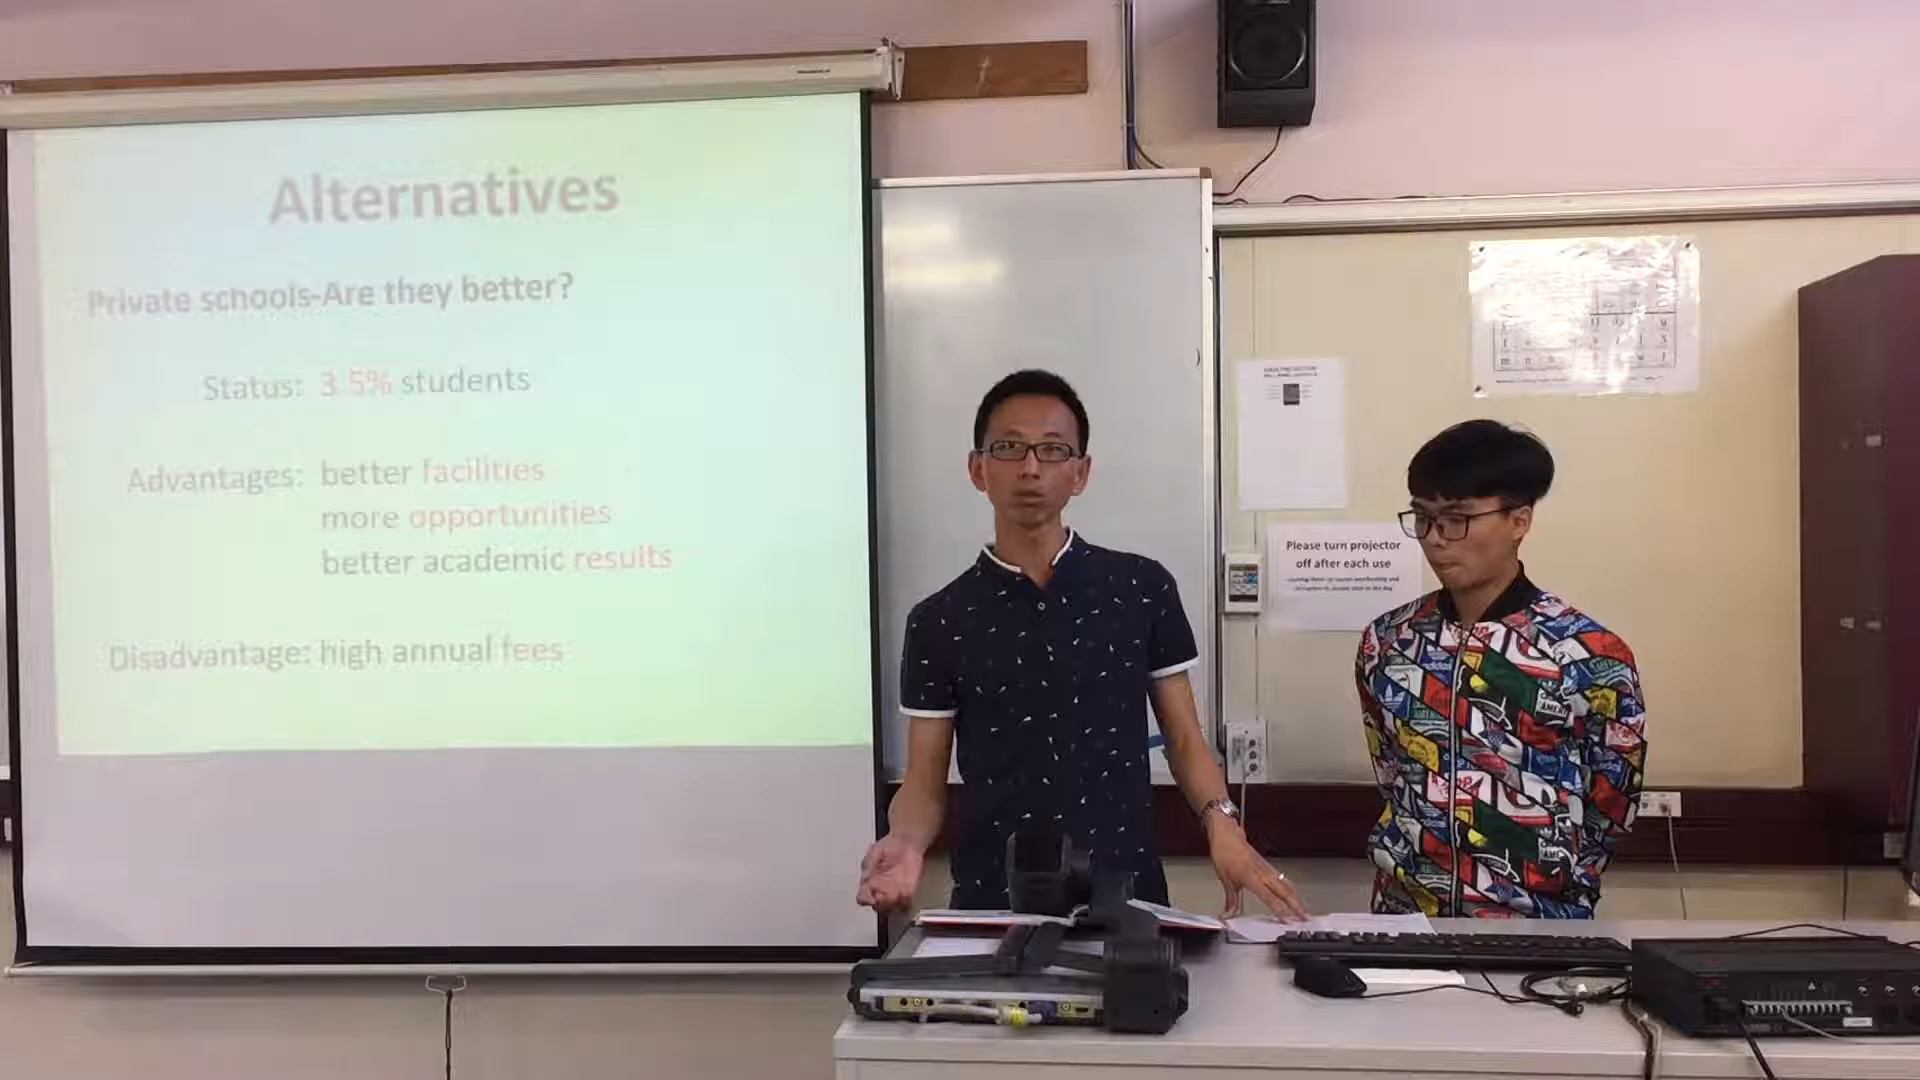 Alternatives
Private schools-Are they better?
Status: 3.5% students
Advantages: better facilities
more opportunities
better academic results
Disadvantage: high annual fees
Please turn projector
off after each use
adidas